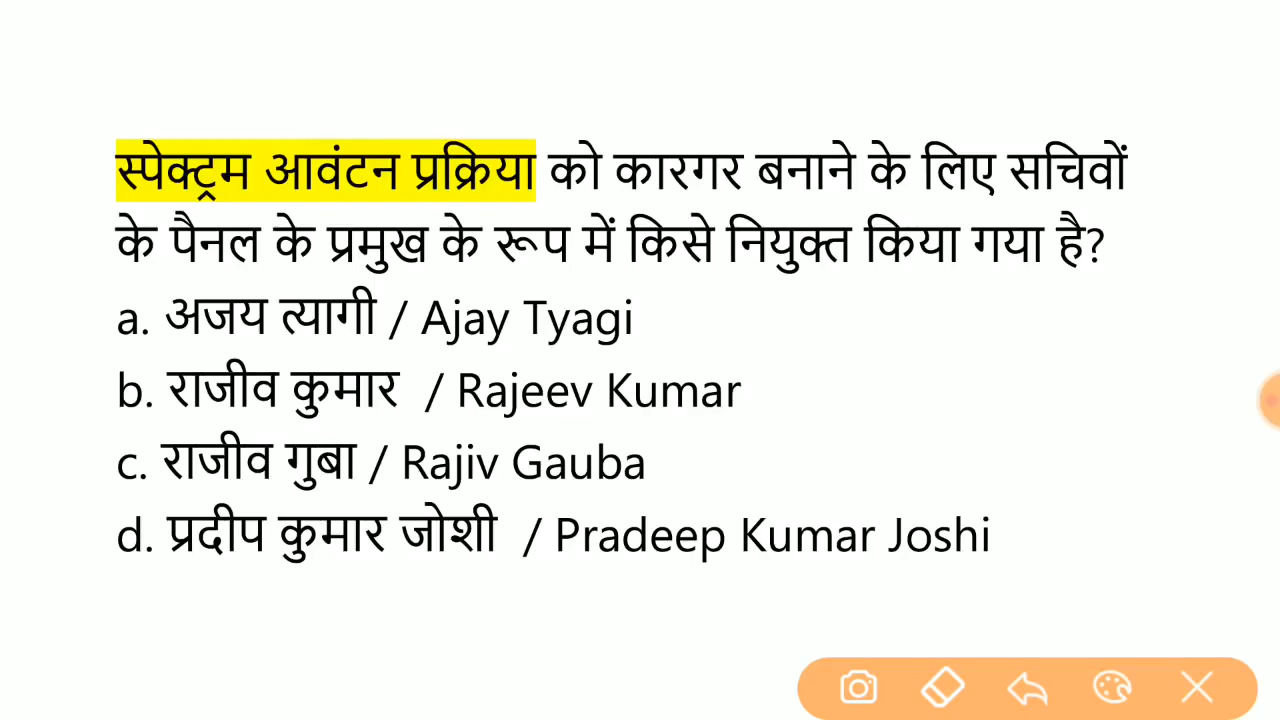 स्पेक्ट्रम आवंटन प्रक्रिया को कारगर बनाने के लिए सचिवों
के पैनल के प्रमुख के रूप में किसे नियुक्त किया गया है?
a. अजय त्यागी / Ajay Tyagi
b. राजीव कुमार / Rajeev Kumar
c. राजीव गुबा / Rajiv Gauba
d. प्रदीप कुमार जोशी / Pradeep Kumar Joshi